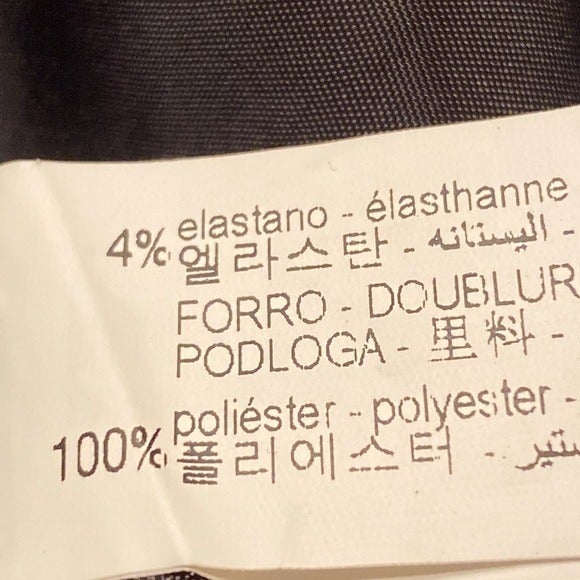 4% elastano - élasthanne
엘라스탄 - اليستانه -
FORRO - DOUBLUR
PODLOGA - 里料 -
100% poliéster - polyester -
폴리에스터 - ستير